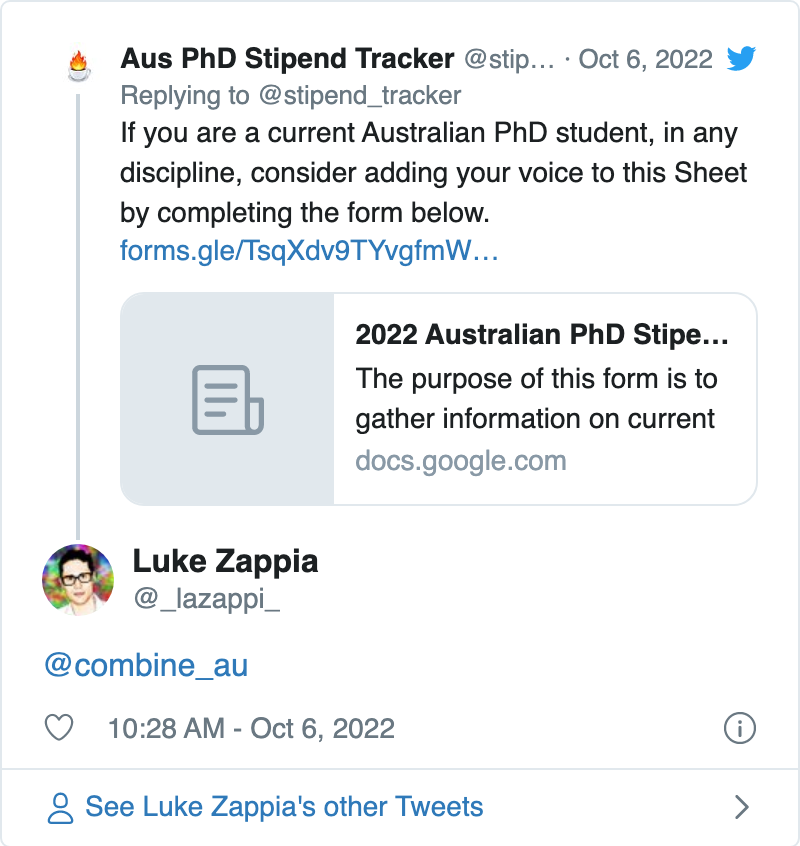 Aus PhD Stipend Tracker @stip... · Oct 6, 2022
Replying to @stipend_tracker
If you are a current Australian PhD student, in any
discipline, consider adding your voice to this Sheet
by completing the form below.
forms.gle/TsqXdv9TYvgfmW...
2022 Australian PhD Stipe...
The purpose of this form is to
gather information on current
docs.google.com
Luke Zappia
@_lazappi_
@combine_au
10:28 AM - Oct 6, 2022
See Luke Zappia's other Tweets